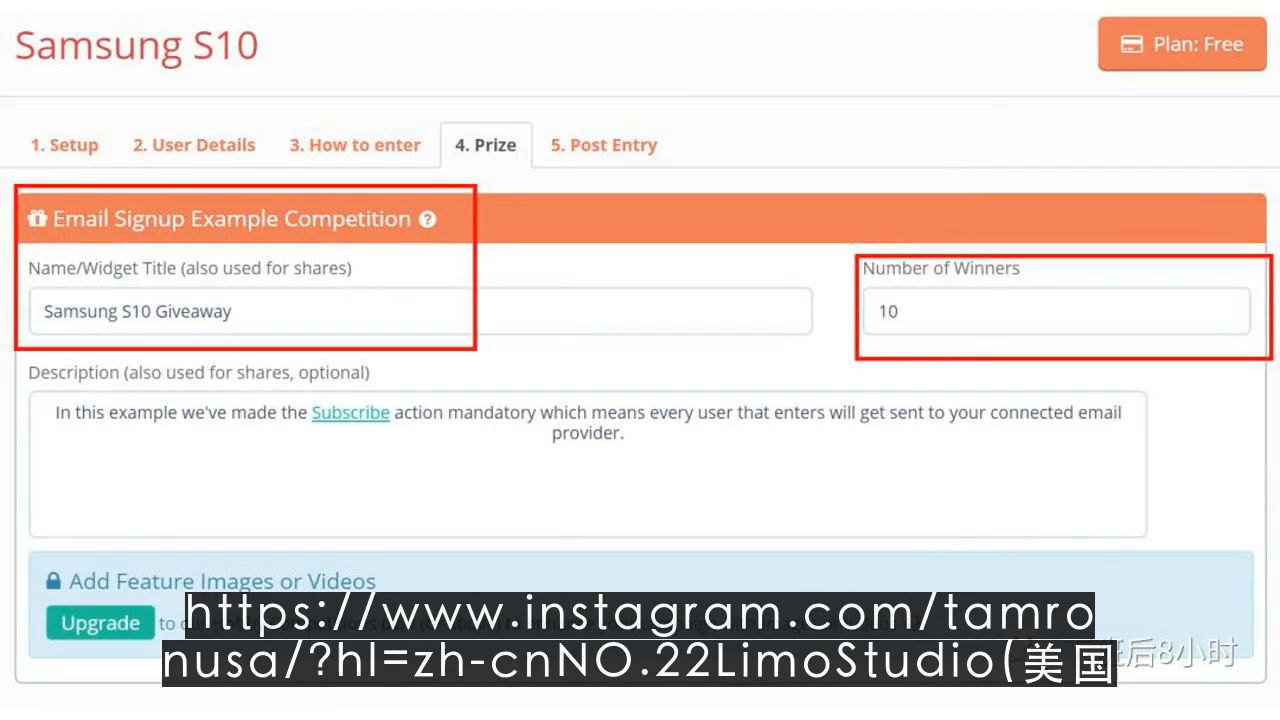 Samsung S10
Plan: Free
1. Setup
2. User Details
3. How to enter
4. Prize
5. Post Entry
Email Signup Example Competition ?
Name/Widget Title (also used for shares)
Number of Winners
Samsung S10 Giveaway
10
Description (also used for shares, optional)
In this example we've made the Subscribe action mandatory which means every user that enters will get sent to your connected email
provider.
Add Feature Images or Videos
Upgrade to
https://www.instagram.com/tamro
nusa/?hl=zh-cnNO.22LimoStudio(美国
班后8小时